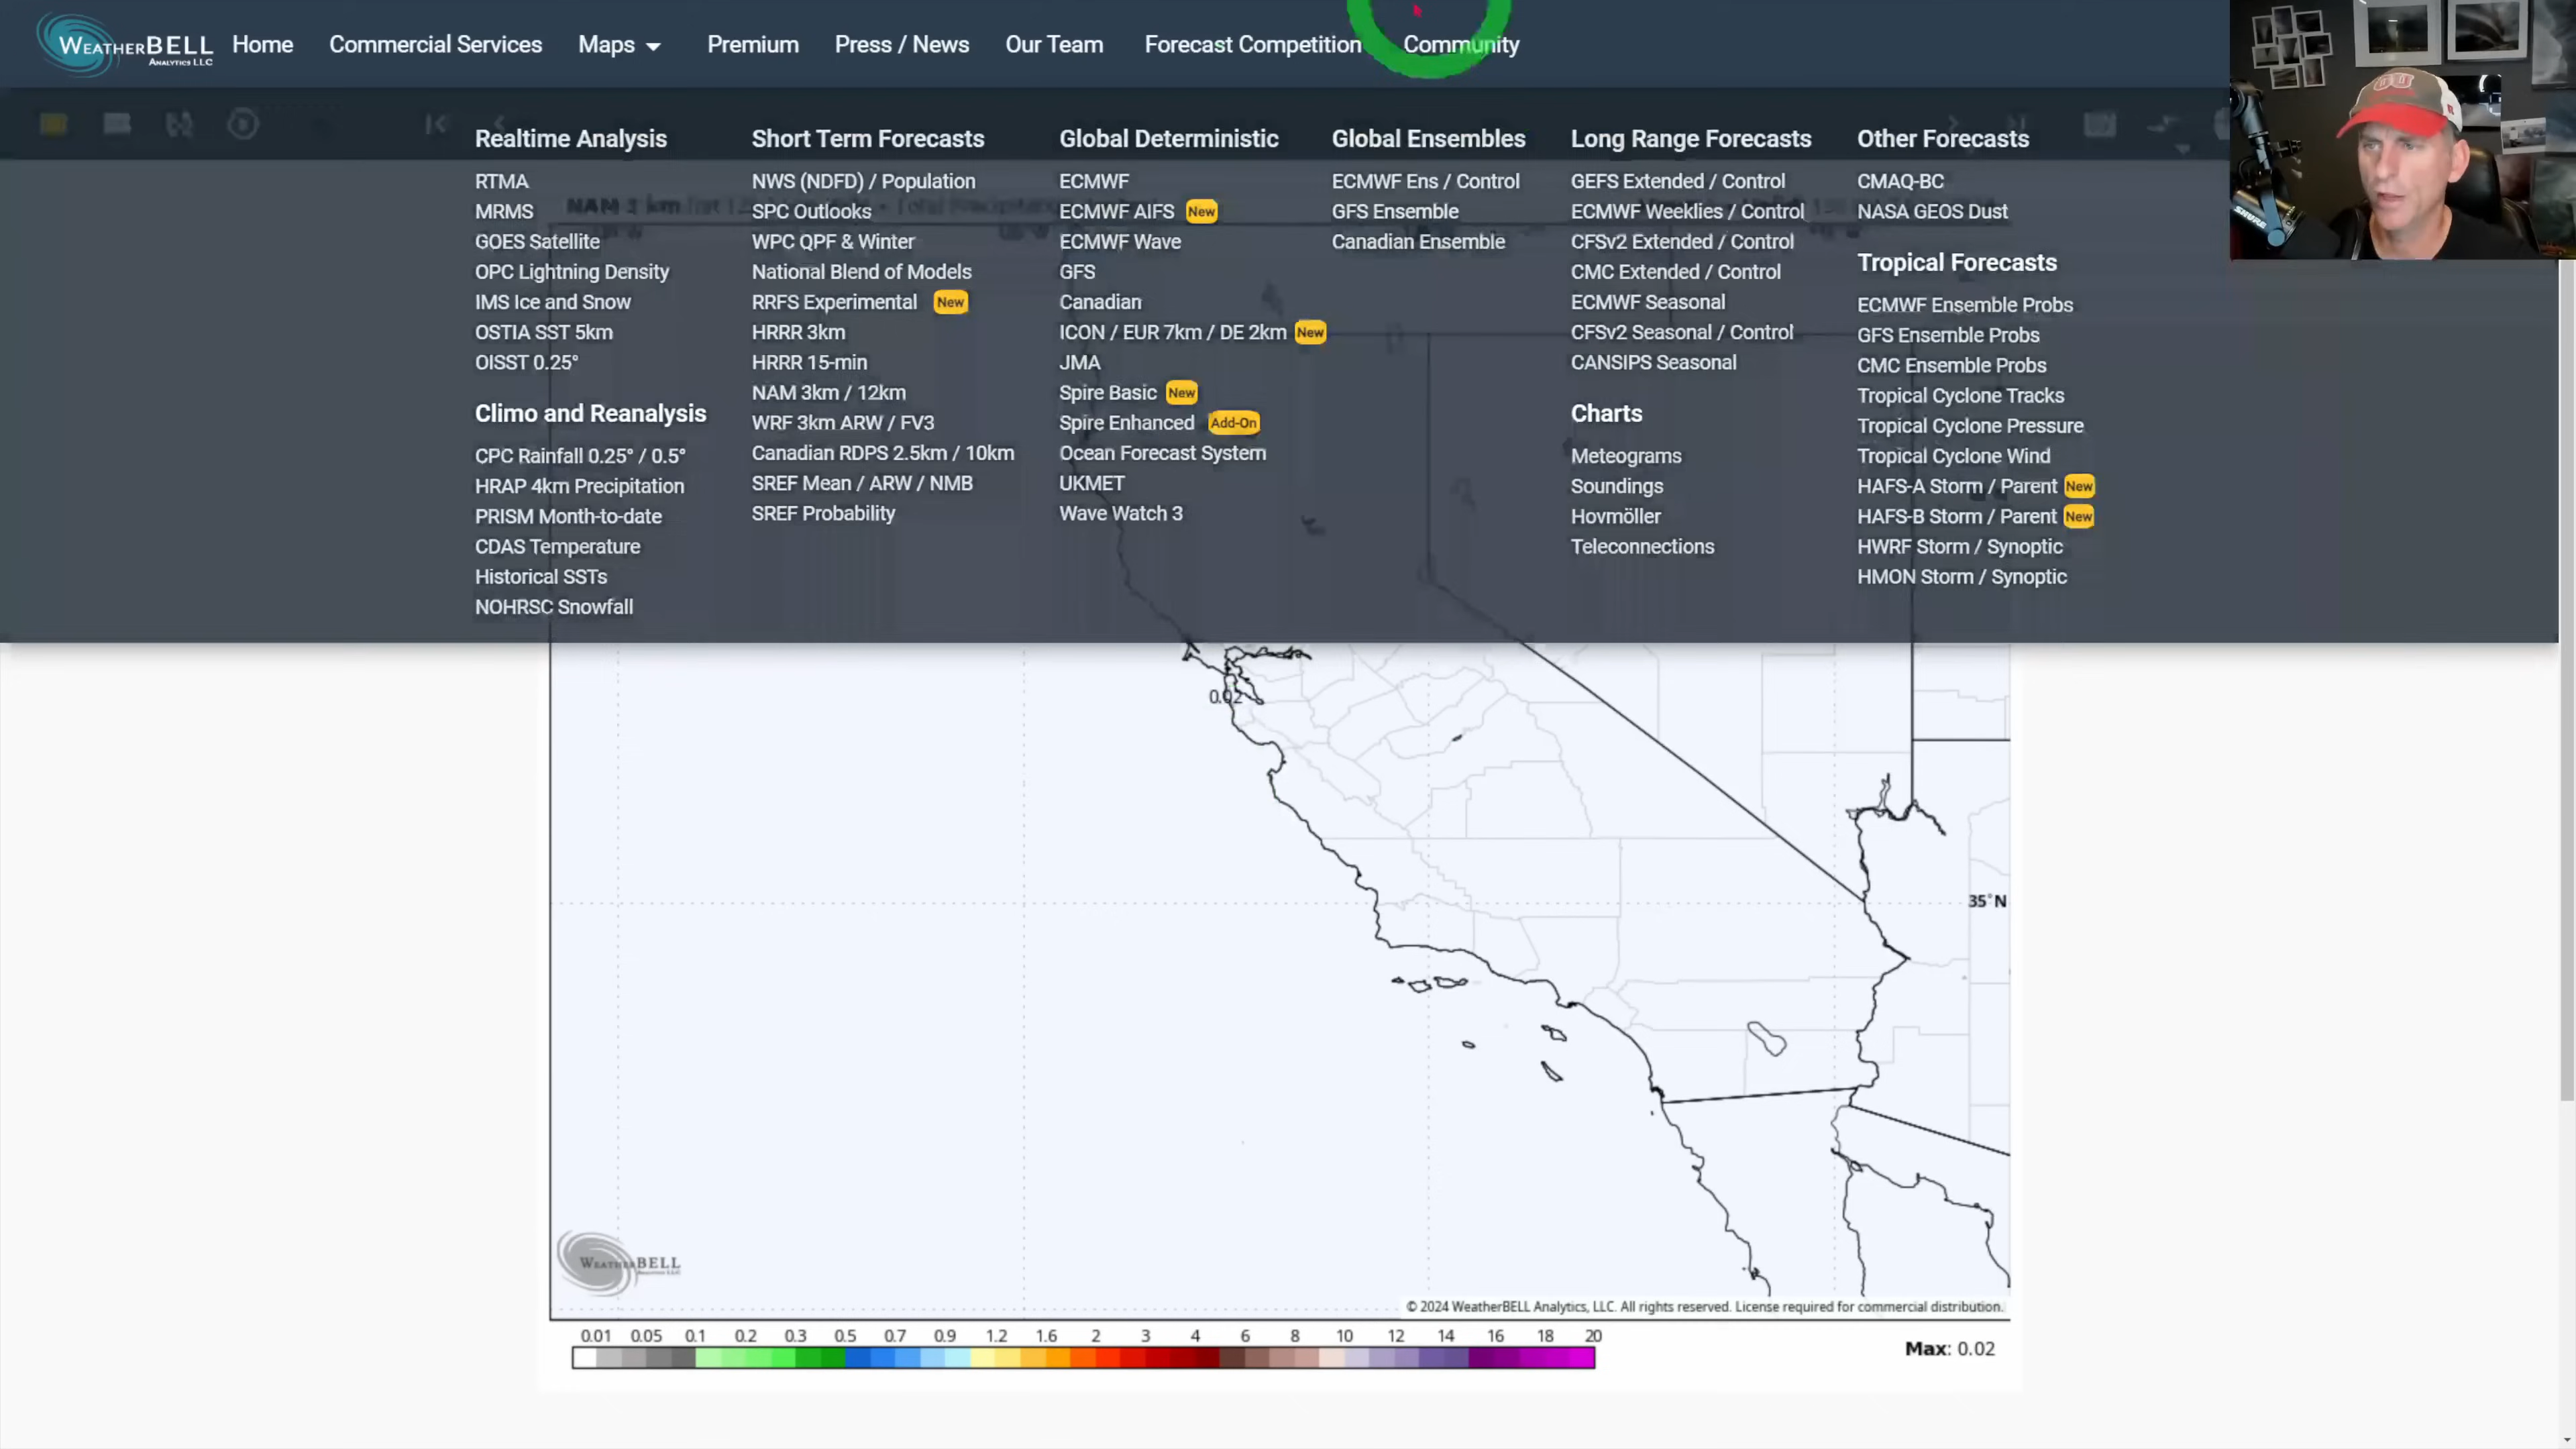 WEATHERBELL
ANALYTICS LLC
Home
Commercial Services
Maps
Premium
Press / News
Our Team
Forecast Competition
Community
Realtime Analysis
RTMA
MRMS
GOES Satellite
OPC Lightning Density
IMS Ice and Snow
OSTIA SST 5km
OISST 0.25°
Climo and Reanalysis
CPC Rainfall 0.25° / 0.5°
HRAP 4km Precipitation
PRISM Month-to-date
CDAS Temperature
Historical SSTs
NOHRSC Snowfall
Short Term Forecasts
NWS (NDFD) / Population
SPC Outlooks
WPC QPF & Winter
National Blend of Models
RRFS Experimental New
HRRR 3km
HRRR 15-min
NAM 3km / 12km
WRF 3km ARW / FV3
Canadian RDPS 2.5km / 10km
SREF Mean / ARW / NMB
SREF Probability
Global Deterministic
ECMWF
ECMWF AIFS New
ECMWF Wave
GFS
Canadian
ICON / EUR 7km / DE 2km New
JMA
Spire Basic New
Spire Enhanced Add-On
Ocean Forecast System
UKMET
Wave Watch 3
Global Ensembles
ECMWF Ens / Control
GFS Ensemble
Canadian Ensemble
Long Range Forecasts
GEFS Extended / Control
ECMWF Weeklies / Control
CFSv2 Extended / Control
CMC Extended / Control
ECMWF Seasonal
CFSv2 Seasonal / Control
CANSIPS Seasonal
Charts
Meteograms
Soundings
Hovmöller
Teleconnections
Other Forecasts
CMAQ-BC
NASA GEOS Dust
Tropical Forecasts
ECMWF Ensemble Probs
GFS Ensemble Probs
CMC Ensemble Probs
Tropical Cyclone Tracks
Tropical Cyclone Pressure
Tropical Cyclone Wind
HAFS-A Storm / Parent New
HAFS-B Storm / Parent New
HWRF Storm / Synoptic
HMON Storm / Synoptic
SHURE
0.02
35°N
WEATHERBELL
© 2024 WeatherBELL Analytics, LLC. All rights reserved. License required for commercial distribution.
0.01 0.05 0.1 0.2 0.3 0.5 0.7 0.9 1.2 1.6 2 3 4 6 8 10 12 14 16 18 20
Max: 0.02